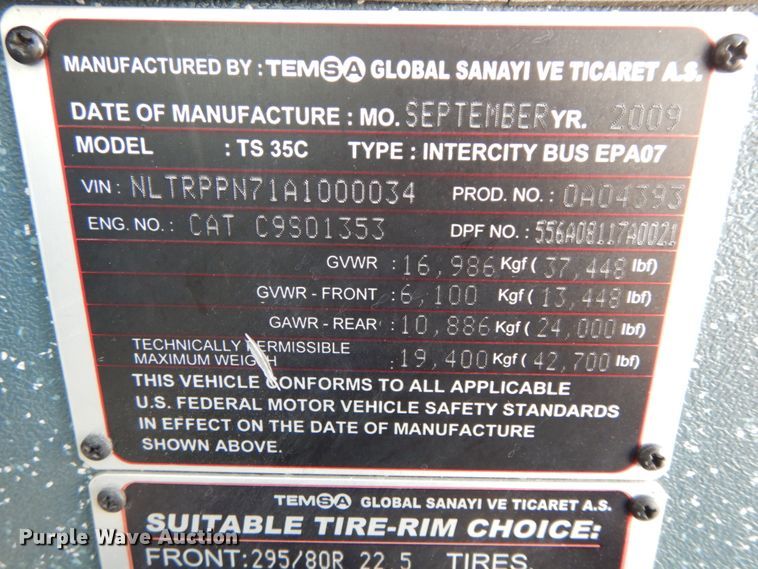 MANUFACTURED BY : TEMSA GLOBAL SANAYI VE TICARET A.S.
DATE OF MANUFACTURE : MO. SEPTEMBER YR. 2009
MODEL : TS 35C TYPE : INTERCITY BUS EPA07
VIN : NLTRPPN71A1000034 PROD. NO. : 0A04393
ENG. NO. : CAT C9S01353 DPF NO. : 556A08117A0021
GVWR : 16,986 Kgf ( 37,448 lbf)
GVWR - FRONT : 6,100 Kgf ( 13,448 lbf)
GAWR - REAR : 10,886 Kgf ( 24,000 lbf)
TECHNICALLY PERMISSIBLE
MAXIMUM WEIGTH : 19,400 Kgf ( 42,700 lbf)
THIS VEHICLE CONFORMS TO ALL APPLICABLE
U.S. FEDERAL MOTOR VEHICLE SAFETY STANDARDS
IN EFFECT ON THE DATE OF MANUFACTURE
SHOWN ABOVE.
TEMSA GLOBAL SANAYI VE TICARET A.S.
SUITABLE TIRE-RIM CHOICE:
FRONT: 295/80R 22.5 TIRES.
Purple Wave Auction